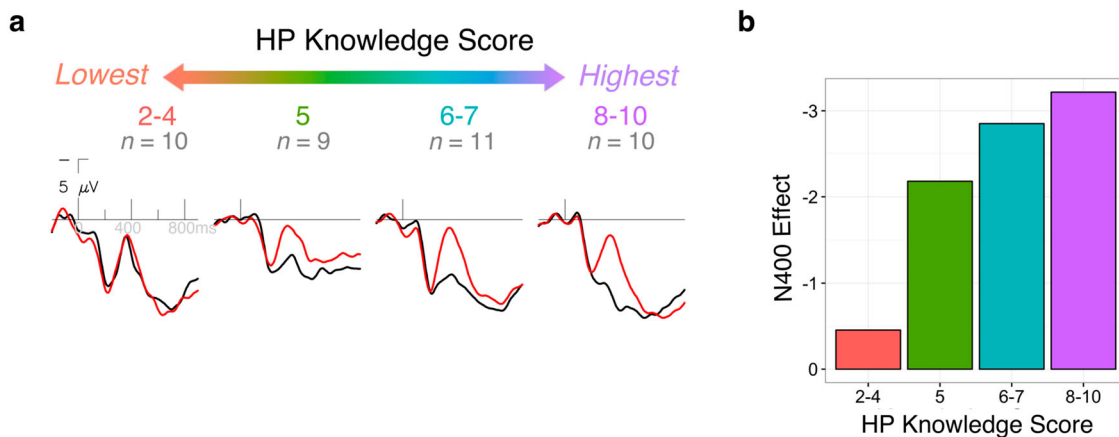 a
HP Knowledge Score
Lowest Highest
2-4 5 6-7 8-10
n = 10 n = 9 n = 11 n = 10
5 μV
400 800ms
b
N400 Effect
-3
-2
-1
0
2-4 5 6-7 8-10
HP Knowledge Score